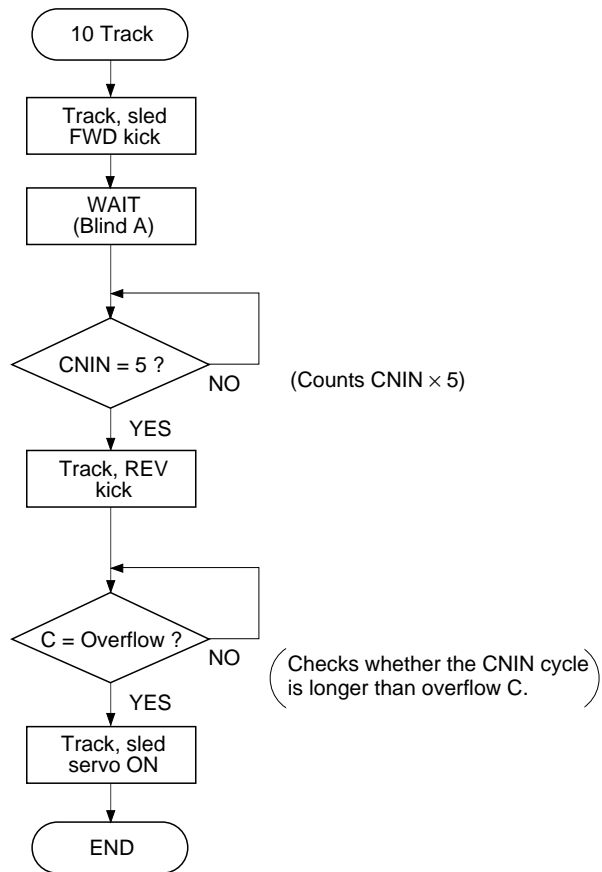 10 Track
Track, sled
FWD kick
WAIT
(Blind A)
CNIN = 5 ?
NO
(Counts CNIN × 5)
YES
Track, REV
kick
C = Overflow ?
NO
(Checks whether the CNIN cycle
is longer than overflow C.)
YES
Track, sled
servo ON
END